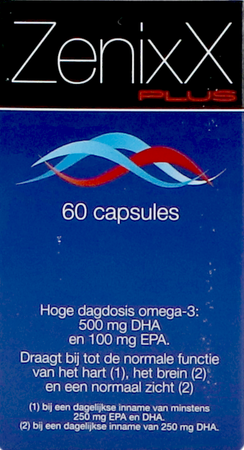 ZenixX
PLUS
60 capsules
Hoge dagdosis omega-3:
500 mg DHA
en 100 mg EPA.
Draagt bij tot de normale functie
van het hart (1), het brein (2)
en een normaal zicht (2)
(1) bij een dagelijkse inname van minstens
250 mg EPA en DHA.
(2) bij een dagelijkse inname van 250 mg DHA.